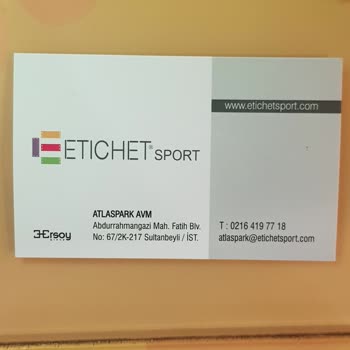 www.etichetsport.com
ETICHET® SPORT
ATLASPARK AVM
Abdurrahmangazi Mah. Fatih Blv.
No: 67/2K-217 Sultanbeyli / İST.
T : 0216 419 77 18
atlaspark@etichetsport.com
Ersoy